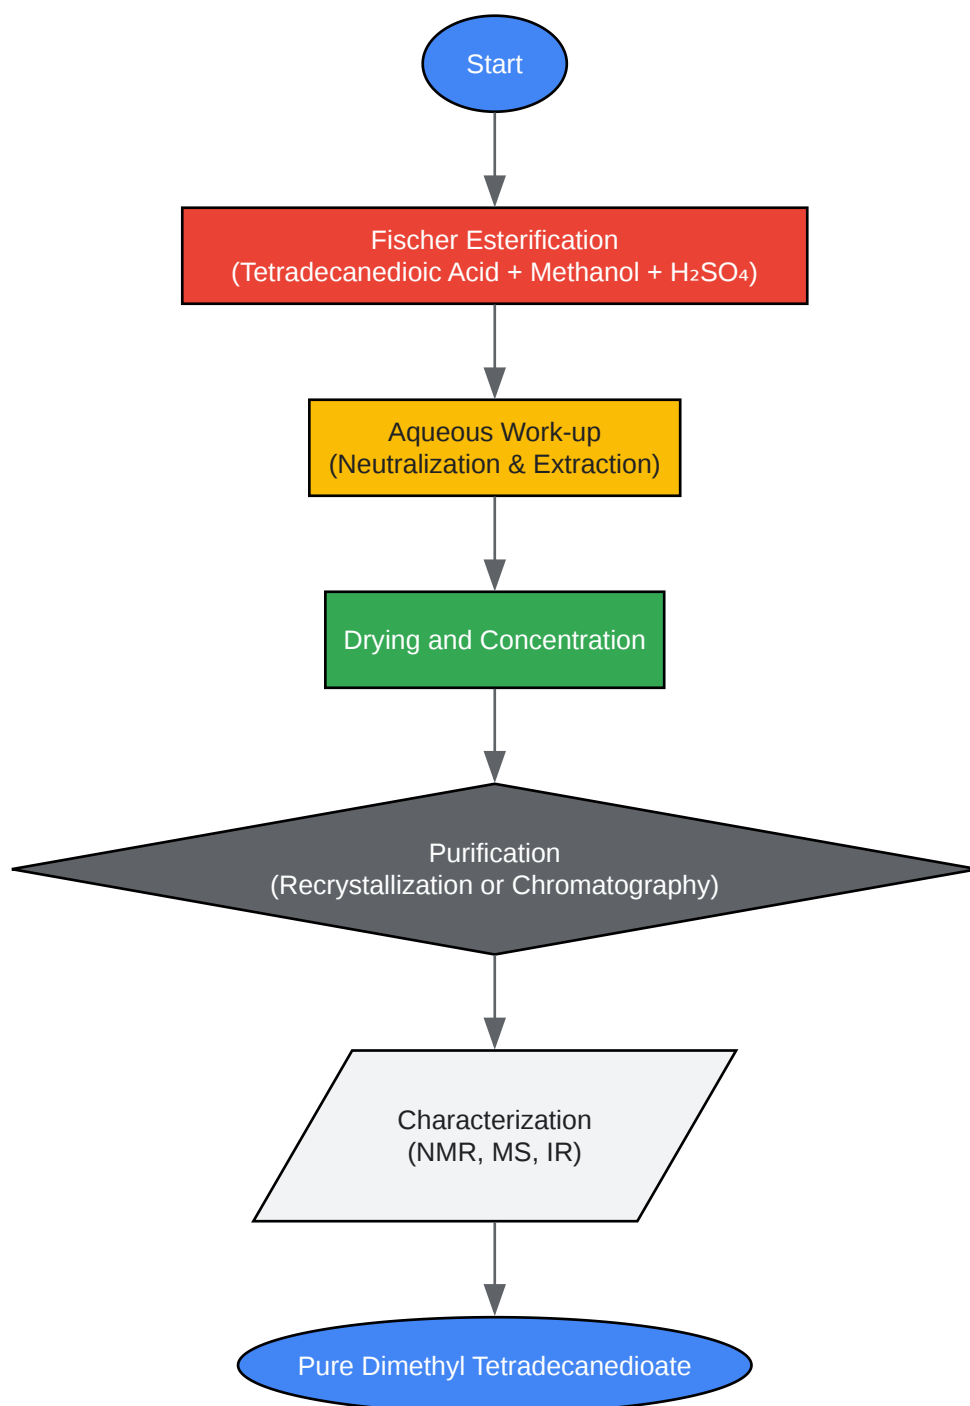 Start
Fischer Esterification
(Tetradecanedioic Acid + Methanol + H₂SO₄)
Aqueous Work-up
(Neutralization & Extraction)
Drying and Concentration
Purification
(Recrystallization or Chromatography)
Characterization
(NMR, MS, IR)
Pure Dimethyl Tetradecanedioate